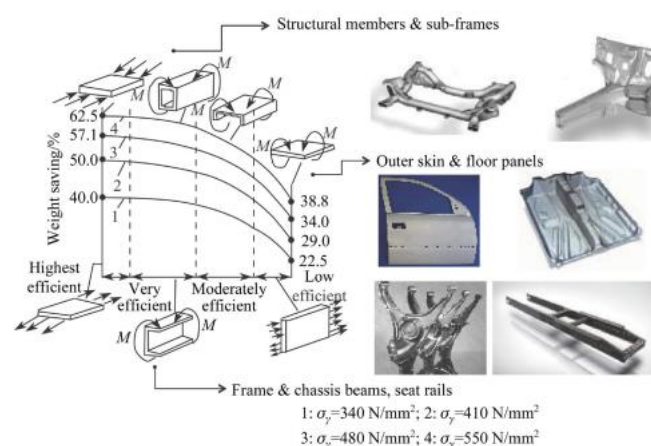 Structural members & sub-frames
M
M
M
M
M
M
62.5
57.1
50.0
40.0
Weight saving/%
4
3
2
1
Outer skin & floor panels
38.8
34.0
29.0
22.5
Highest
efficient
Very
efficient
Moderately
efficient
Low
efficient
M
M
Frame & chassis beams, seat rails
1: σγ=340 N/mm²; 2: σγ=410 N/mm²
3: σγ=480 N/mm²; 4: σγ=550 N/mm²